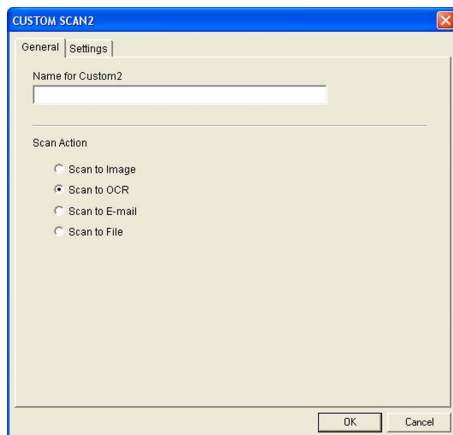 CUSTOM SCAN2
General Settings
Name for Custom2
Scan Action
Scan to Image
Scan to OCR
Scan to E-mail
Scan to File
OK Cancel